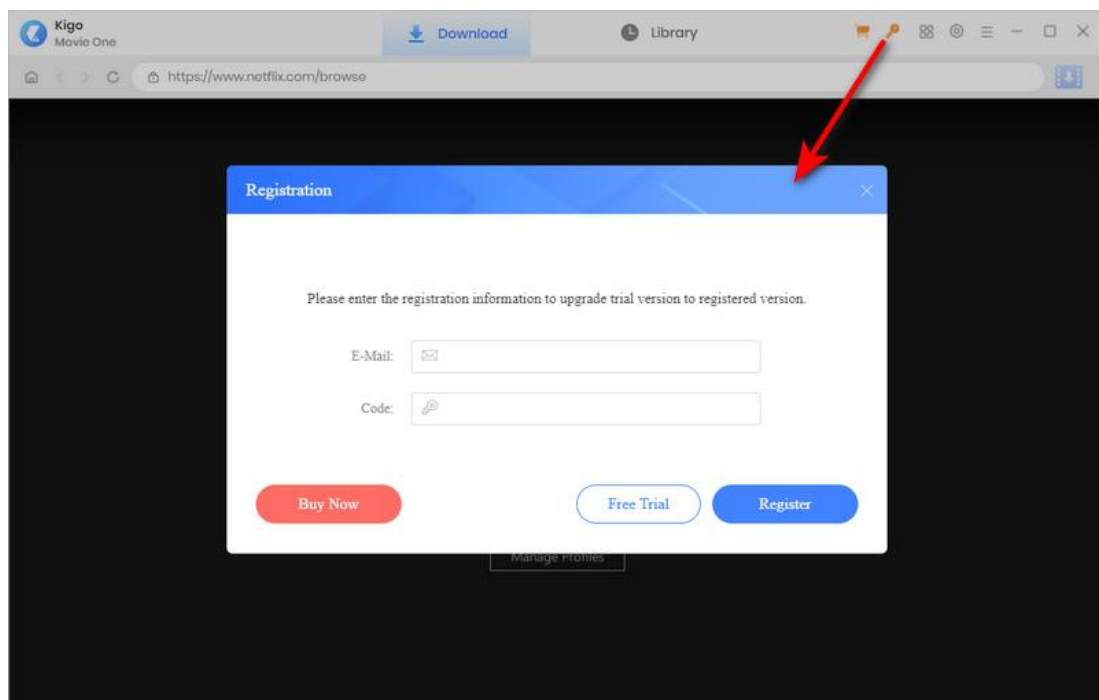 Kigo
Movie One
Download
Library
https://www.netflix.com/browse
Registration
Please enter the registration information to upgrade trial version to registered version.
E-Mail:
Code:
Buy Now
Free Trial
Register
Manage Profiles